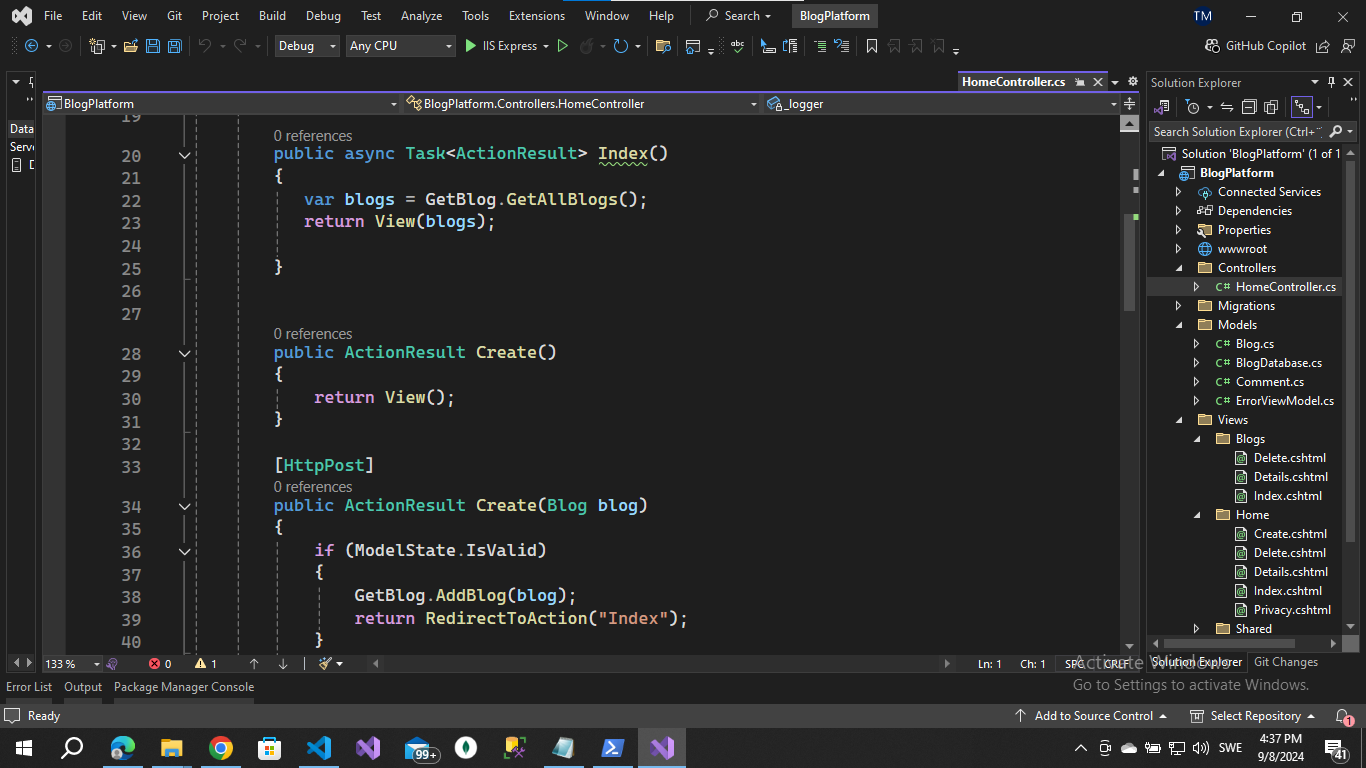 File Edit View Git Project Build Debug Test Analyze Tools Extensions Window Help Search BlogPlatform TM
Debug Any CPU IIS Express GitHub Copilot
HomeController.cs
BlogPlatform BlogPlatform.Controllers.HomeController _logger
Data
Serv
19
0 references
20 public async Task<ActionResult> Index()
21 {
22 var blogs = GetBlog.GetAllBlogs();
23 return View(blogs);
24
25 }
26
27
0 references
28 public ActionResult Create()
29 {
30 return View();
31 }
32
33 [HttpPost]
0 references
34 public ActionResult Create(Blog blog)
35 {
36 if (ModelState.IsValid)
37 {
38 GetBlog.AddBlog(blog);
39 return RedirectToAction("Index");
40 }
133 % 0 1 Ln: 1 Ch: 1 SPC CRLF
Solution Explorer
Search Solution Explorer (Ctrl+
Solution 'BlogPlatform' (1 of 1
BlogPlatform
Connected Services
Dependencies
Properties
wwwroot
Controllers
C# HomeController.cs
Migrations
Models
C# Blog.cs
C# BlogDatabase.cs
C# Comment.cs
C# ErrorViewModel.cs
Views
Blogs
Delete.cshtml
Details.cshtml
Index.cshtml
Home
Create.cshtml
Delete.cshtml
Details.cshtml
Index.cshtml
Privacy.cshtml
Shared
Solution Explorer Git Changes
Activate Windows
Go to Settings to activate Windows.
Error List Output Package Manager Console
Ready Add to Source Control Select Repository 1
99+ SWE 4:37 PM
9/8/2024
41